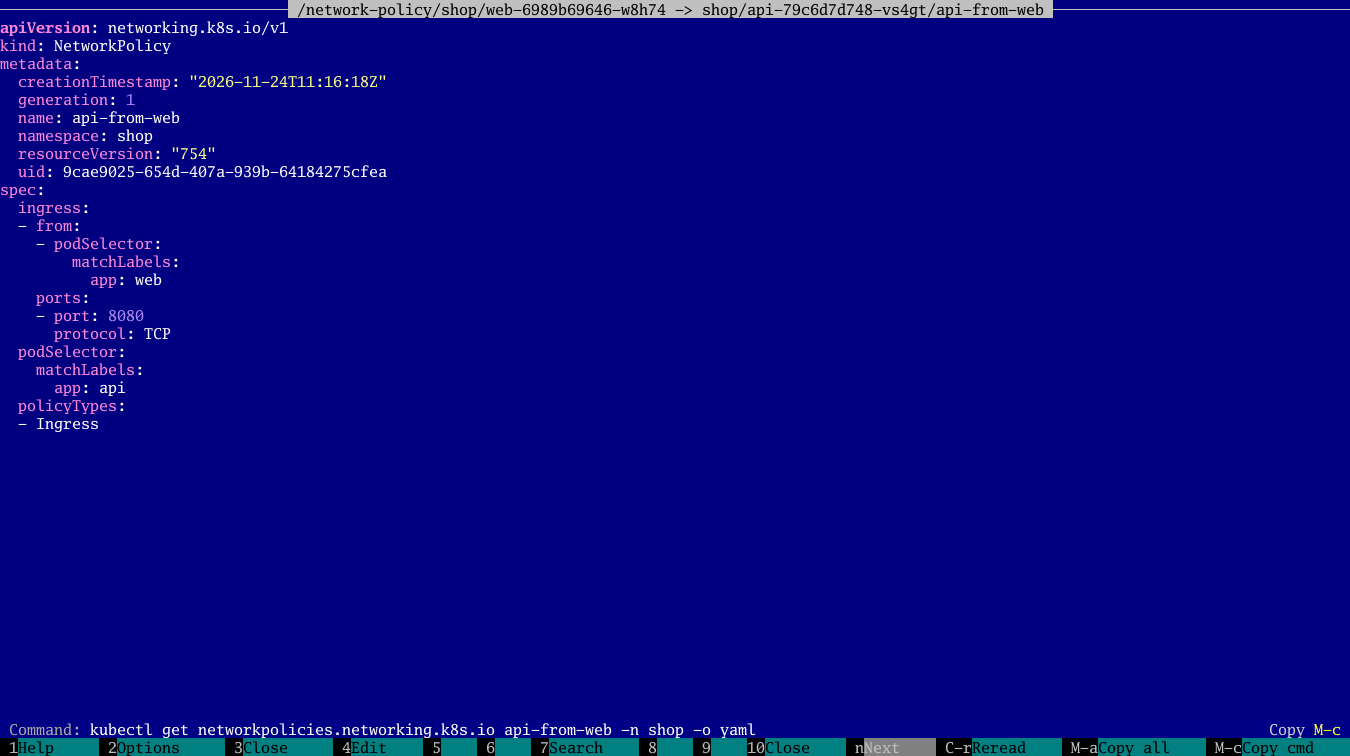 /network-policy/shop/web-6989b69646-w8h74 -> shop/api-79c6d7d748-vs4gt/api-from-web
apiVersion: networking.k8s.io/v1
kind: NetworkPolicy
metadata:
  creationTimestamp: "2026-11-24T11:16:18Z"
  generation: 1
  name: api-from-web
  namespace: shop
  resourceVersion: "754"
  uid: 9cae9025-654d-407a-939b-64184275cfea
spec:
  ingress:
  - from:
    - podSelector:
        matchLabels:
          app: web
    ports:
    - port: 8080
      protocol: TCP
  podSelector:
    matchLabels:
      app: api
  policyTypes:
  - Ingress
Command: kubectl get networkpolicies.networking.k8s.io api-from-web -n shop -o yaml Copy M-c
1Help 2Options 3Close 4Edit 5 6 7Search 8 9 10Close nNext C-rReread M-aCopy all M-cCopy cmd